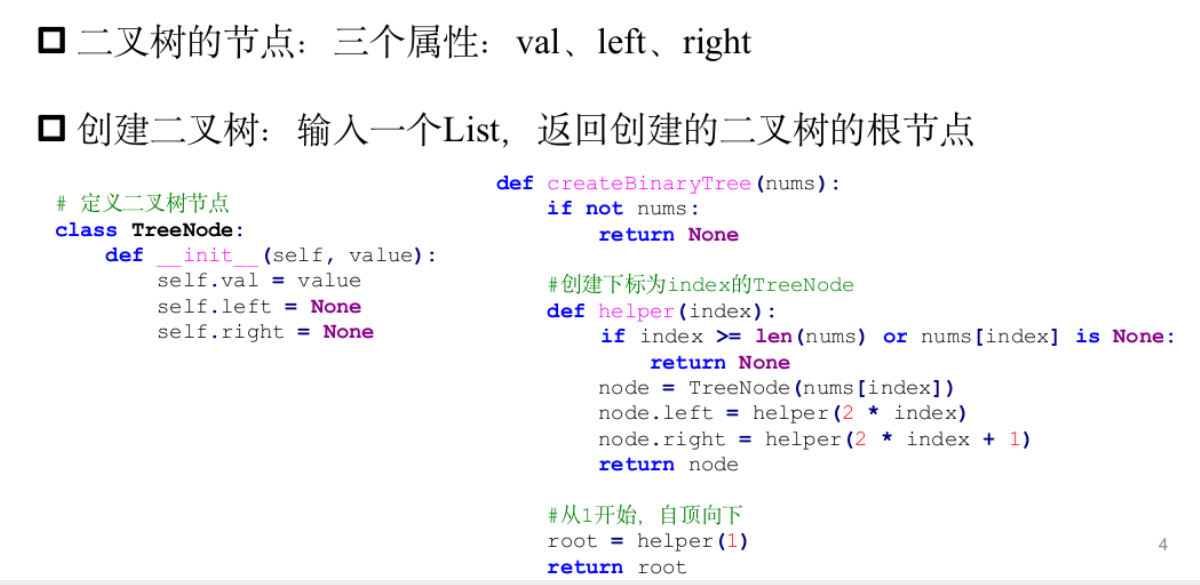 二叉树的节点：三个属性：val、left、right
创建二叉树：输入一个List，返回创建的二叉树的根节点
# 定义二叉树节点
class TreeNode:
    def __init__(self, value):
        self.val = value
        self.left = None
        self.right = None
def createBinaryTree(nums):
    if not nums:
        return None
    #创建下标为index的TreeNode
    def helper(index):
        if index >= len(nums) or nums[index] is None:
            return None
        node = TreeNode(nums[index])
        node.left = helper(2 * index)
        node.right = helper(2 * index + 1)
        return node
    #从1开始，自顶向下
    root = helper(1)
    return root
4